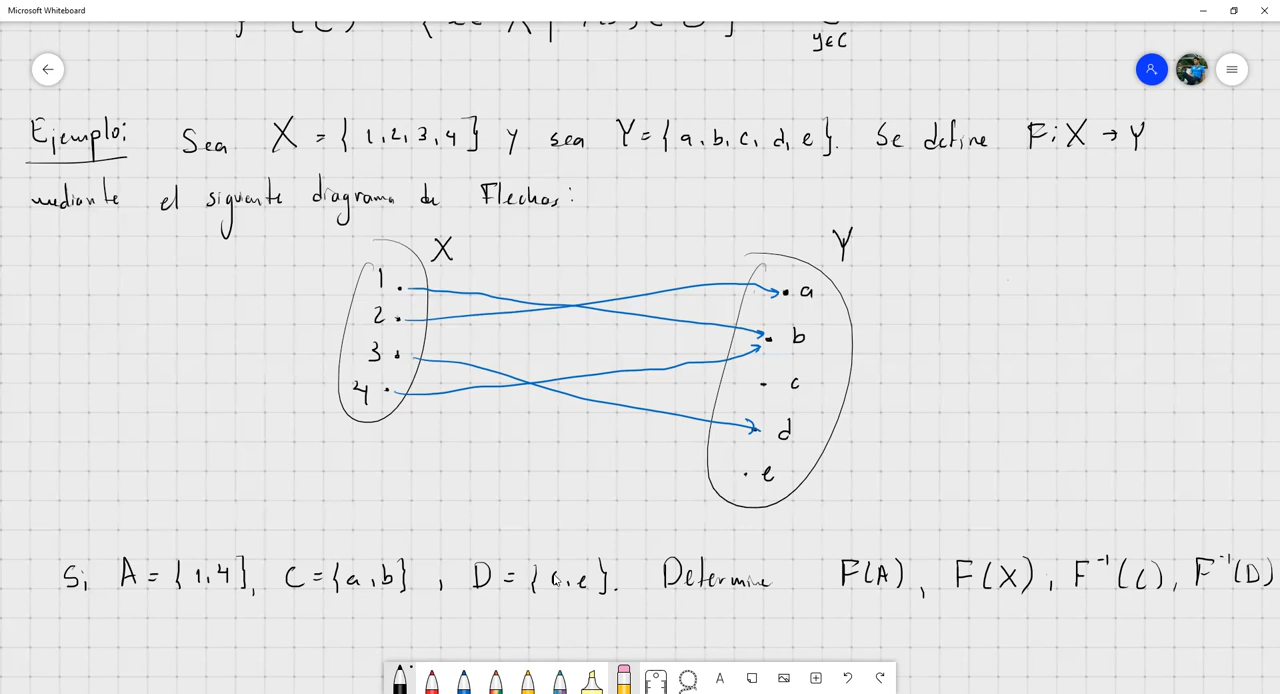 Microsoft Whiteboard
y∈C
Ejemplo: Sea X = {1,2,3,4} y sea Y={a,b,c,d,e}. Se define F: X → Y
mediante el siguiente diagrama de Flechas:
X Y
1 a
2 b
3 c
4 d
e
Si A = {1,4}, C={a,b}, D = {c,e}. Determine F(A), F(X), F⁻¹(C), F⁻¹(D)
A